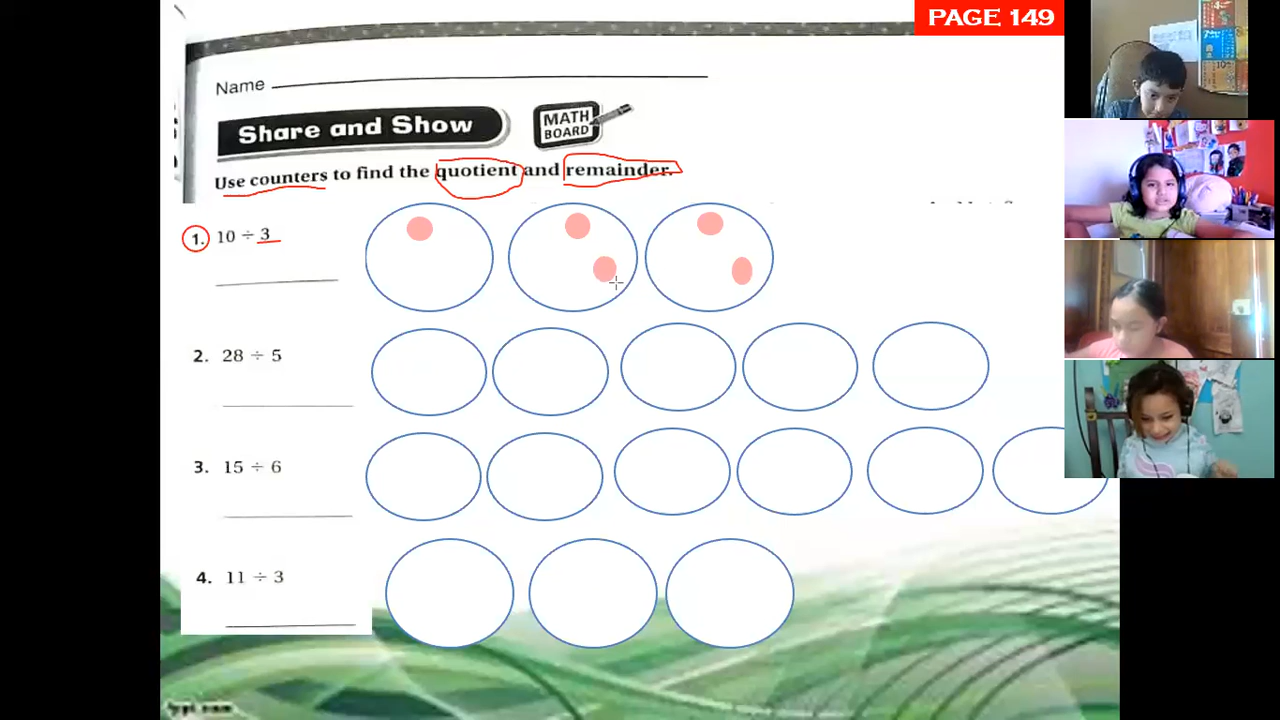 PAGE 149
Name
Share and Show
MATH BOARD
Use counters to find the quotient and remainder.
1. 10 ÷ 3
2. 28 ÷ 5
3. 15 ÷ 6
4. 11 ÷ 3